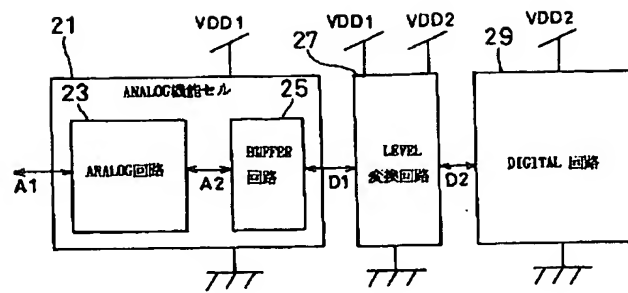 21
VDD1
27
VDD1
VDD2
29
VDD2
ANALOG機能セル
23
25
ANALOG回路
BUFFER
回路
LEVEL
変換回路
DIGITAL 回路
A1
A2
D1
D2